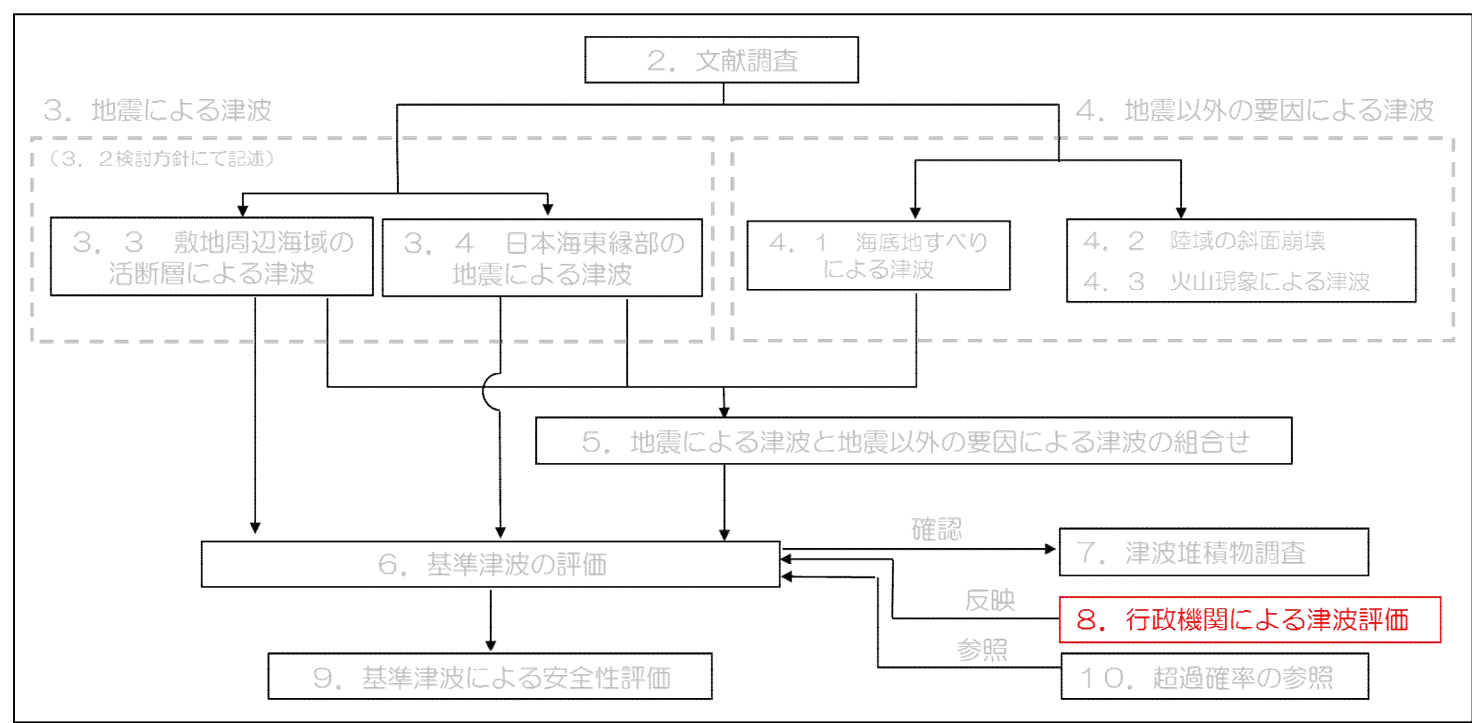 ２．文献調査
３．地震による津波
４．地震以外の要因による津波
（３．２検討方針にて記述）
３．３　敷地周辺海域の
活断層による津波
３．４　日本海東縁部の
地震による津波
４．１　海底地すべり
による津波
４．２　陸域の斜面崩壊
４．３　火山現象による津波
５．地震による津波と地震以外の要因による津波の組合せ
６．基準津波の評価
確認
７．津波堆積物調査
反映
８．行政機関による津波評価
参照
１０．超過確率の参照
９．基準津波による安全性評価